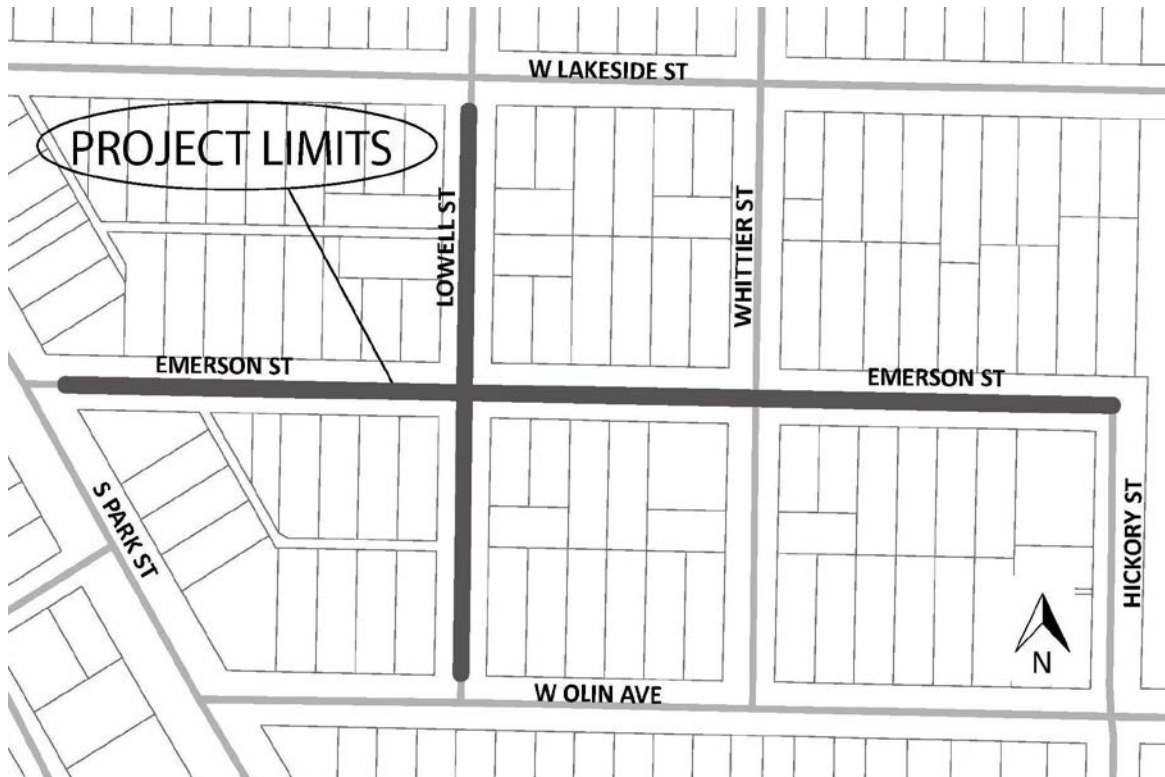 W LAKESIDE ST
PROJECT LIMITS
LOWELL ST
WHITTIER ST
EMERSON ST
EMERSON ST
S PARK ST
HICKORY ST
N
W OLIN AVE